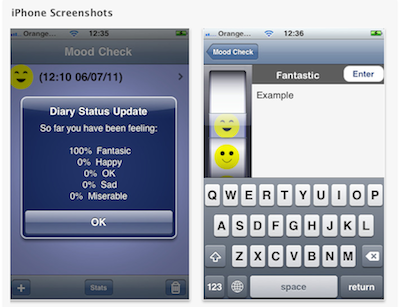 iPhone Screenshots
Orange... 12:35
Mood Check
(12:10 06/07/11)
Diary Status Update
So far you have been feeling:
100% Fantasic
0% Happy
0% OK
0% Sad
0% Miserable
OK
Stats
Orange... 12:36
Mood Check
Fantastic
Enter
Example
Q W E R T Y U I O P
A S D F G H J K L
Z X C V B N M
123 space return